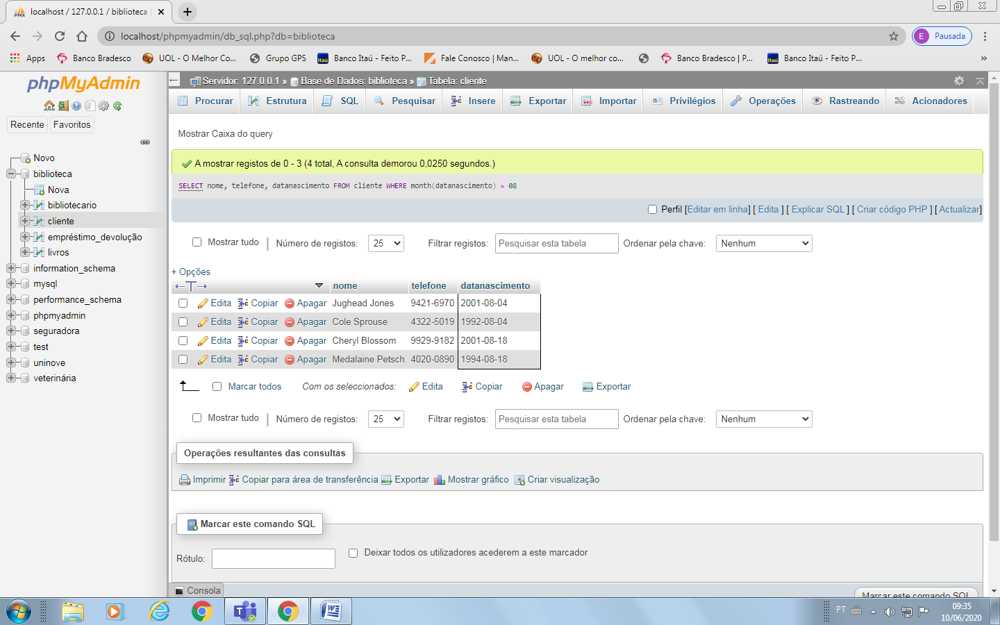 localhost / 127.0.0.1 / biblioteca
localhost/phpmyadmin/db_sql.php?db=biblioteca
E Pausada
Apps Banco Bradesco UOL - O Melhor Co... Grupo GPS Banco Itaú - Feito P... Fale Conosco | Man... UOL - O melhor co... Banco Bradesco | P... Banco Itaú - Feito P... »
phpMyAdmin
Recente Favoritos
Novo
biblioteca
Nova
bibliotecario
cliente
empréstimo_devolução
livros
information_schema
mysql
performance_schema
phpmyadmin
seguradora
test
uninove
veterinária
Servidor: 127.0.0.1 » Base de Dados: biblioteca » Tabela: cliente
Procurar Estrutura SQL Pesquisar Insere Exportar Importar Privilégios Operações Rastreando Acionadores
Mostrar Caixa do query
A mostrar registos de 0 - 3 (4 total, A consulta demorou 0,0250 segundos.)
SELECT nome, telefone, datanascimento FROM cliente WHERE month(datanascimento) = 08
Perfil [Editar em linha] [ Edita ] [ Explicar SQL ] [ Criar código PHP ] [ Actualizar]
Mostrar tudo | Número de registos: 25 Filtrar registos: Pesquisar esta tabela Ordenar pela chave: Nenhum
+ Opções
←T→ nome telefone datanascimento
Edita Copiar Apagar Jughead Jones 9421-6970 2001-08-04
Edita Copiar Apagar Cole Sprouse 4322-5019 1992-08-04
Edita Copiar Apagar Cheryl Blossom 9929-9182 2001-08-18
Edita Copiar Apagar Medalaine Petsch 4020-0890 1994-08-18
Marcar todos Com os seleccionados: Edita Copiar Apagar Exportar
Mostrar tudo | Número de registos: 25 Filtrar registos: Pesquisar esta tabela Ordenar pela chave: Nenhum
Operações resultantes das consultas
Imprimir Copiar para área de transferência Exportar Mostrar gráfico Criar visualização
Marcar este comando SQL
Rótulo: Deixar todos os utilizadores acederem a este marcador
Consola
Marcar este comando SQL
PT
09:35
10/06/2020